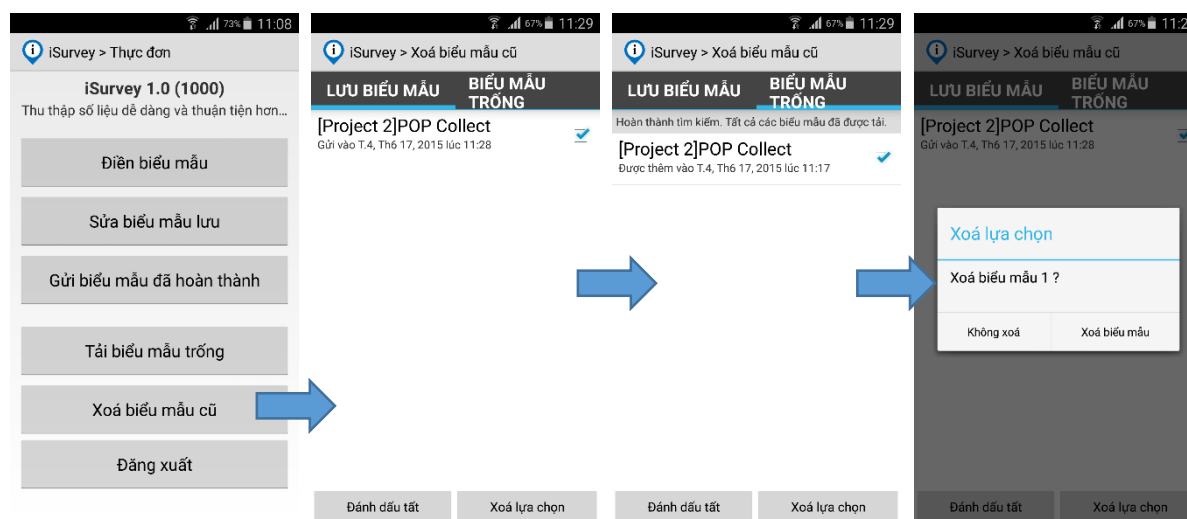 73% 11:08
iSurvey > Thực đơn
iSurvey 1.0 (1000)
Thu thập số liệu dễ dàng và thuận tiện hơn...
Điền biểu mẫu
Sửa biểu mẫu lưu
Gửi biểu mẫu đã hoàn thành
Tải biểu mẫu trống
Xoá biểu mẫu cũ
Đăng xuất
67% 11:29
iSurvey > Xoá biểu mẫu cũ
LƯU BIỂU MẪU
BIỂU MẪU
TRỐNG
[Project 2]POP Collect
Gửi vào T.4, Th6 17, 2015 lúc 11:28
Đánh dấu tất
Xoá lựa chọn
67% 11:29
iSurvey > Xoá biểu mẫu cũ
LƯU BIỂU MẪU
BIỂU MẪU
TRỐNG
Hoàn thành tìm kiếm. Tất cả các biểu mẫu đã được tải.
[Project 2]POP Collect
Được thêm vào T.4, Th6 17, 2015 lúc 11:17
Đánh dấu tất
Xoá lựa chọn
67% 11:2
iSurvey > Xoá biểu mẫu cũ
LƯU BIỂU MẪU
BIỂU MẪU
TRỐNG
[Project 2]POP Collect
Gửi vào T.4, Th6 17, 2015 lúc 11:28
Xoá lựa chọn
Xoá biểu mẫu 1 ?
Không xoá
Xoá biểu mẫu
Đánh dấu tất
Xoá lựa chọn